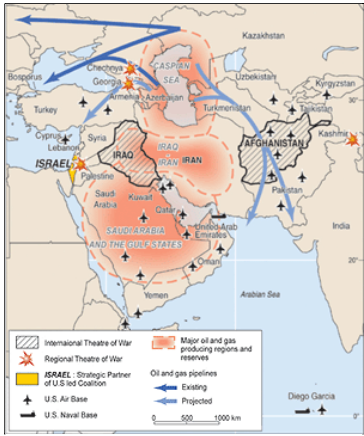 Kazakhstan
Bosporus
Chechnya
Georgia
CASPIAN
SEA
Uzbekistan
Kyrgyzstan
Armenia
Azerbaijan
Turkey
Turkmenistan
Tajikistan
Cyprus
Lebanon
Syria
IRAQ
IRAQ
IRAN
IRAN
AFGHANISTAN
Kashmir
ISRAEL
Palestine
Kuwait
Pakistan
Saudi
Arabia
Qatar
SAUDI ARABIA
AND THE GULF STATES
United Arab
Emirates
India
Oman
Yemen
Arabian Sea
Internaional Theatre of War
Regional Theatre of War
ISRAEL : Strategic Partner
of U.S led Coalition
U.S. Air Base
U.S. Naval Base
Major oil and gas
producing regions and
reserves
Oil and gas pipelines
Existing
Projected
0 500 1000 km
Diego Garcia